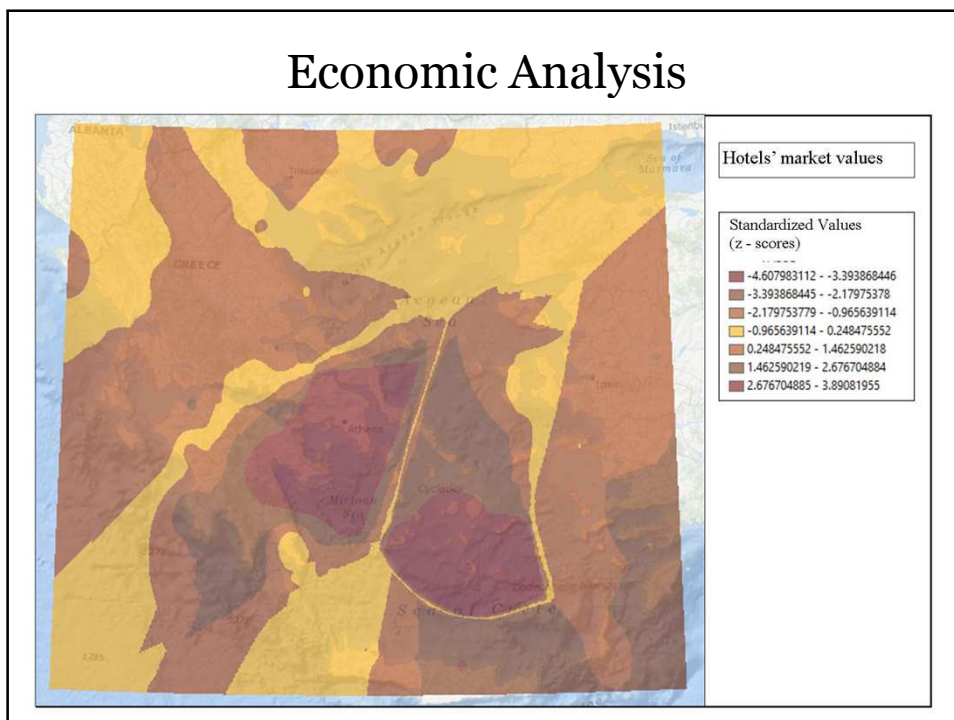 Economic Analysis
ALBANIA
Istenbu
Sea of
Marmara
Hotels' market values
Standardized Values
(z - scores)
-4.607983112 - -3.393868446
-3.393868445 - -2.17975378
-2.179753779 - -0.965639114
-0.965639114 - 0.248475552
0.248475552 - 1.462590218
1.462590219 - 2.676704884
2.676704885 - 3.89081955
GREECE
Aegean
Sea
Athens
Cyclades
Mirtoan
Sea
Sea of Crete